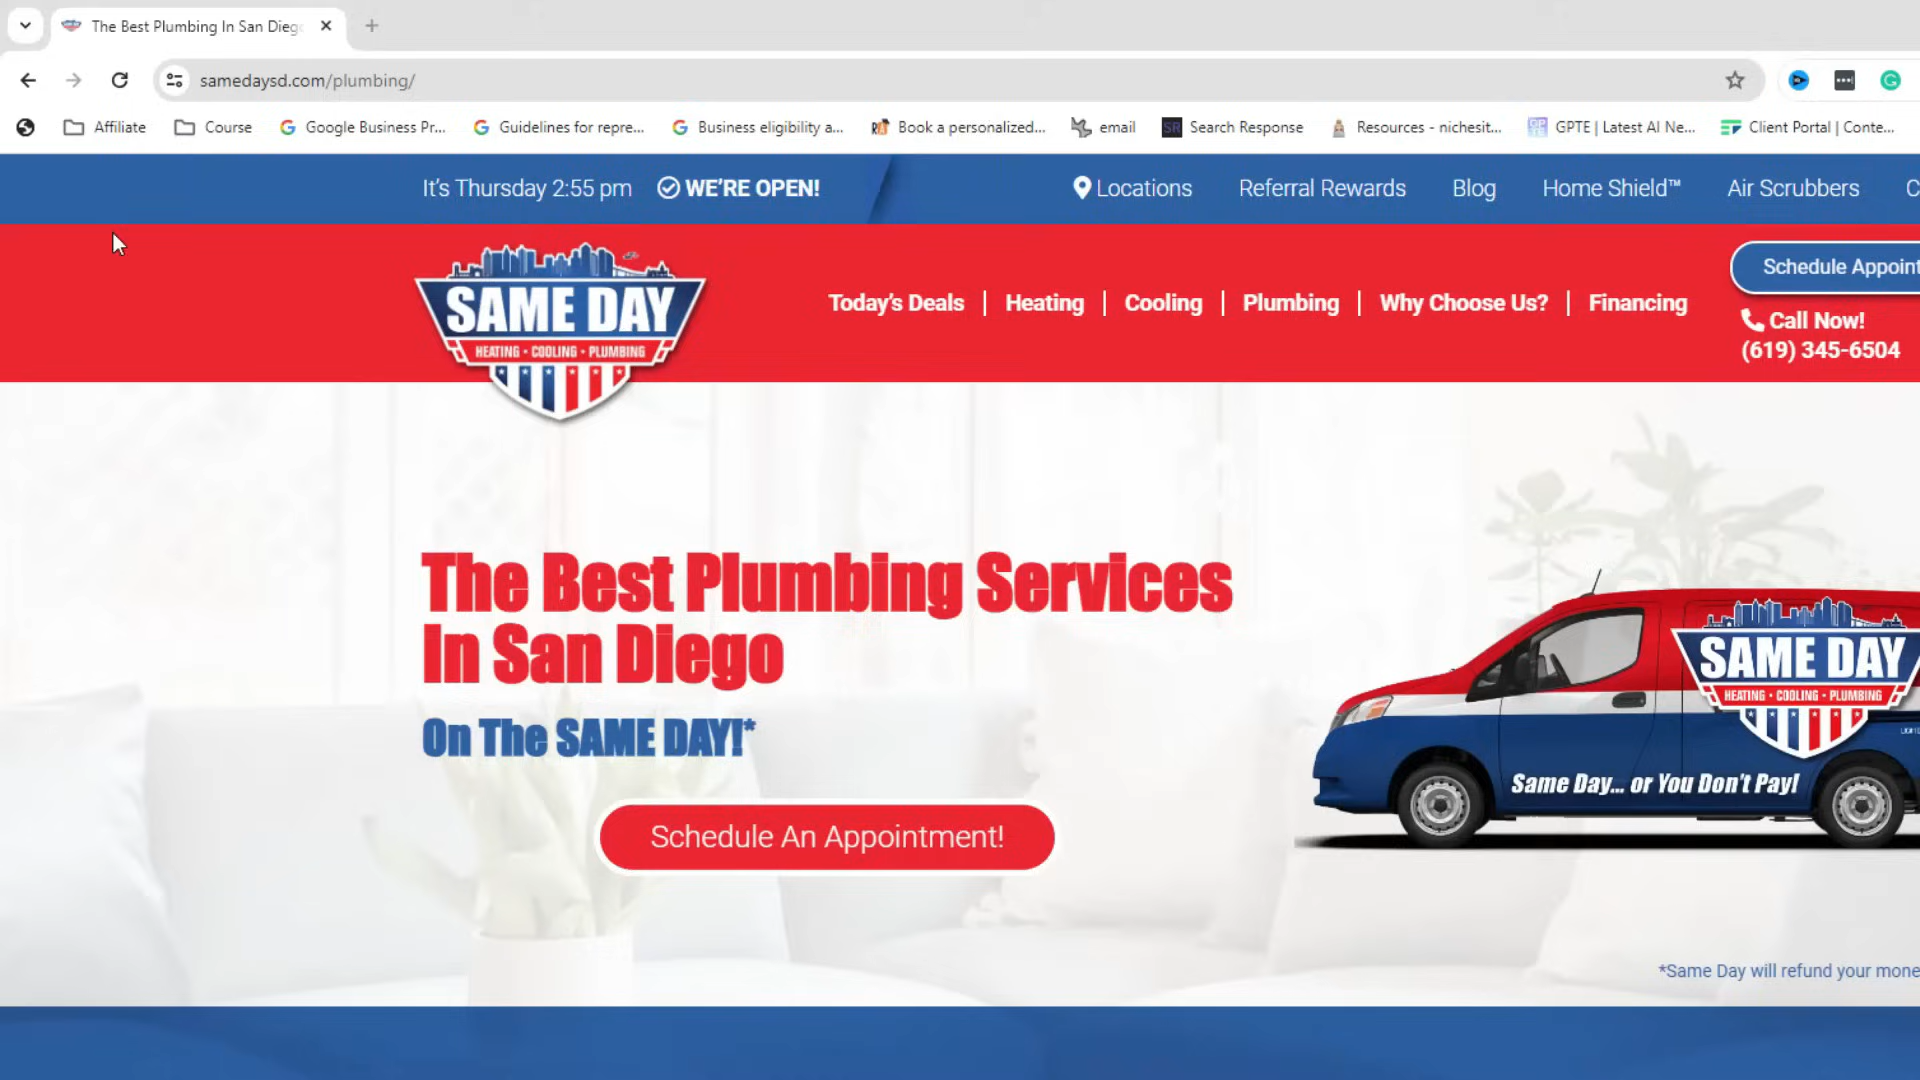 The Best Plumbing In San Dieg
samedaysd.com/plumbing/
Affiliate
Course
Google Business Pr...
Guidelines for repre...
Business eligibility a...
Book a personalized...
email
SR
Search Response
Resources - nichesit...
GPTE | Latest AI Ne...
Client Portal | Conte...
It's Thursday 2:55 pm
WE'RE OPEN!
Locations
Referral Rewards
Blog
Home Shield™
Air Scrubbers
C
SAME DAY
HEATING • COOLING • PLUMBING
Today's Deals
Heating
Cooling
Plumbing
Why Choose Us?
Financing
Schedule Appoint
Call Now!
(619) 345-6504
The Best Plumbing Services
In San Diego
On The SAME DAY!*
Schedule An Appointment!
SAME DAY
HEATING • COOLING • PLUMBING
Same Day... or You Don't Pay!
*Same Day will refund your mone